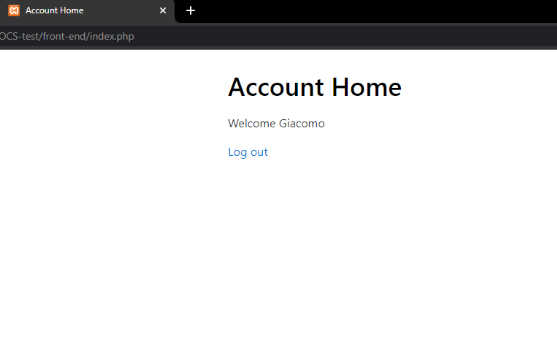 Account Home
OCS-test/front-end/index.php
Account Home
Welcome Giacomo
Log out